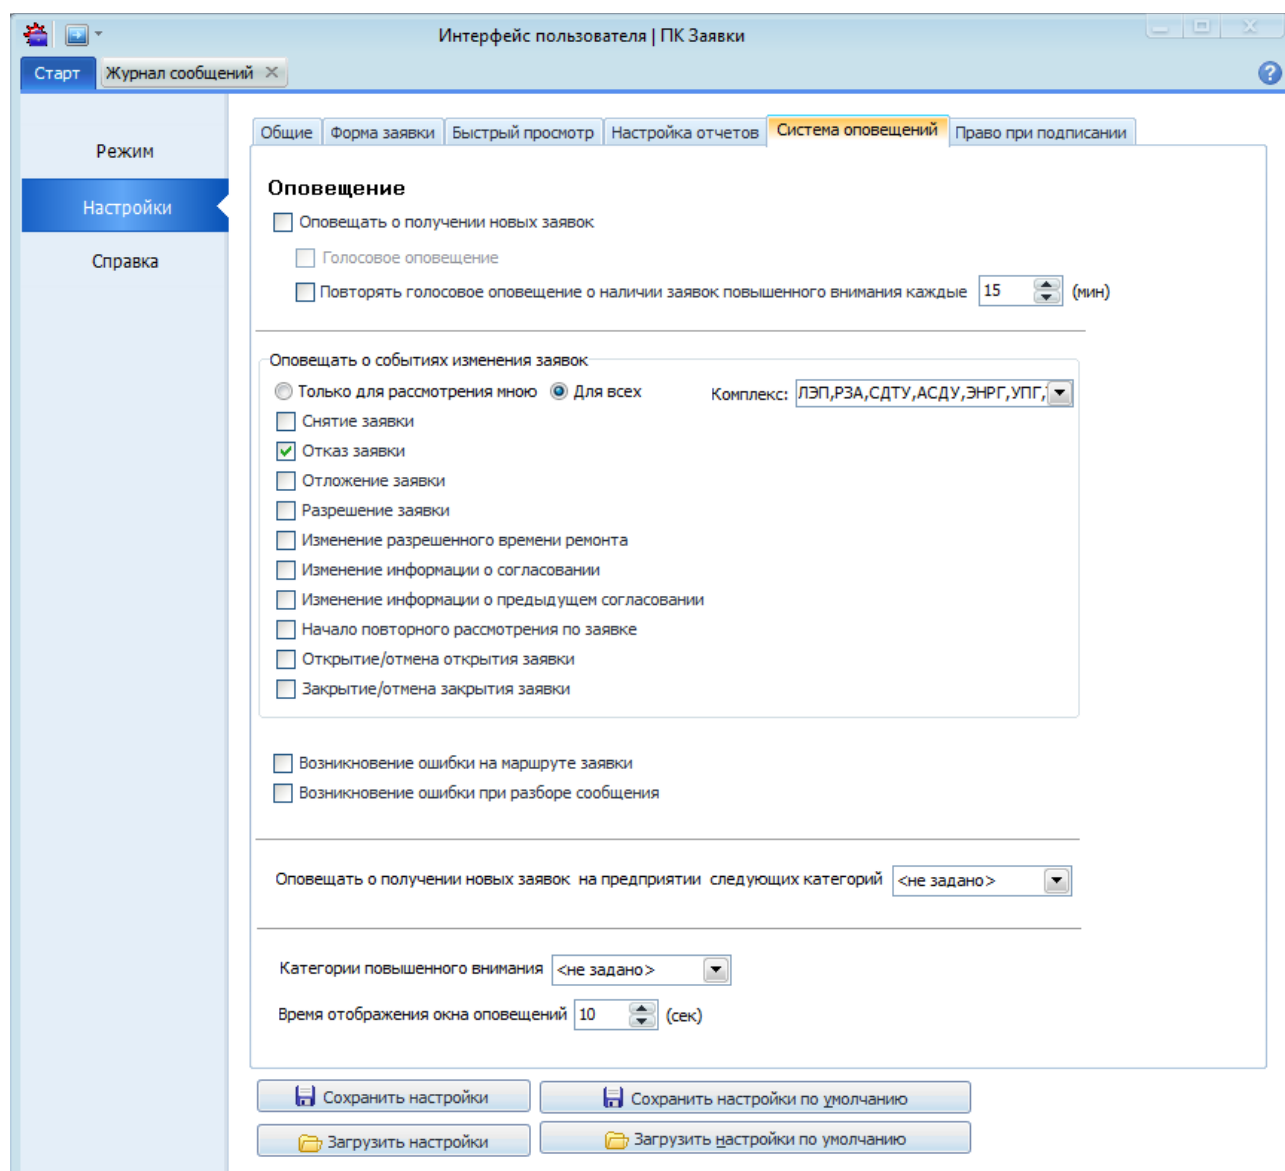 Интерфейс пользователя | ПК Заявки
Старт Журнал сообщений
Режим
Настройки
Справка
Общие Форма заявки Быстрый просмотр Настройка отчетов Система оповещений Право при подписании
Оповещение
Оповещать о получении новых заявок
Голосовое оповещение
Повторять голосовое оповещение о наличии заявок повышенного внимания каждые 15 (мин)
Оповещать о событиях изменения заявок
Только для рассмотрения мною Для всех Комплекс: ЛЭП,РЗА,СДТУ,АСДУ,ЭНРГ,УПГ,
Снятие заявки
Отказ заявки
Отложение заявки
Разрешение заявки
Изменение разрешенного времени ремонта
Изменение информации о согласовании
Изменение информации о предыдущем согласовании
Начало повторного рассмотрения по заявке
Открытие/отмена открытия заявки
Закрытие/отмена закрытия заявки
Возникновение ошибки на маршруте заявки
Возникновение ошибки при разборе сообщения
Оповещать о получении новых заявок на предприятии следующих категорий <не задано>
Категории повышенного внимания <не задано>
Время отображения окна оповещений 10 (сек)
Сохранить настройки Сохранить настройки по умолчанию
Загрузить настройки Загрузить настройки по умолчанию